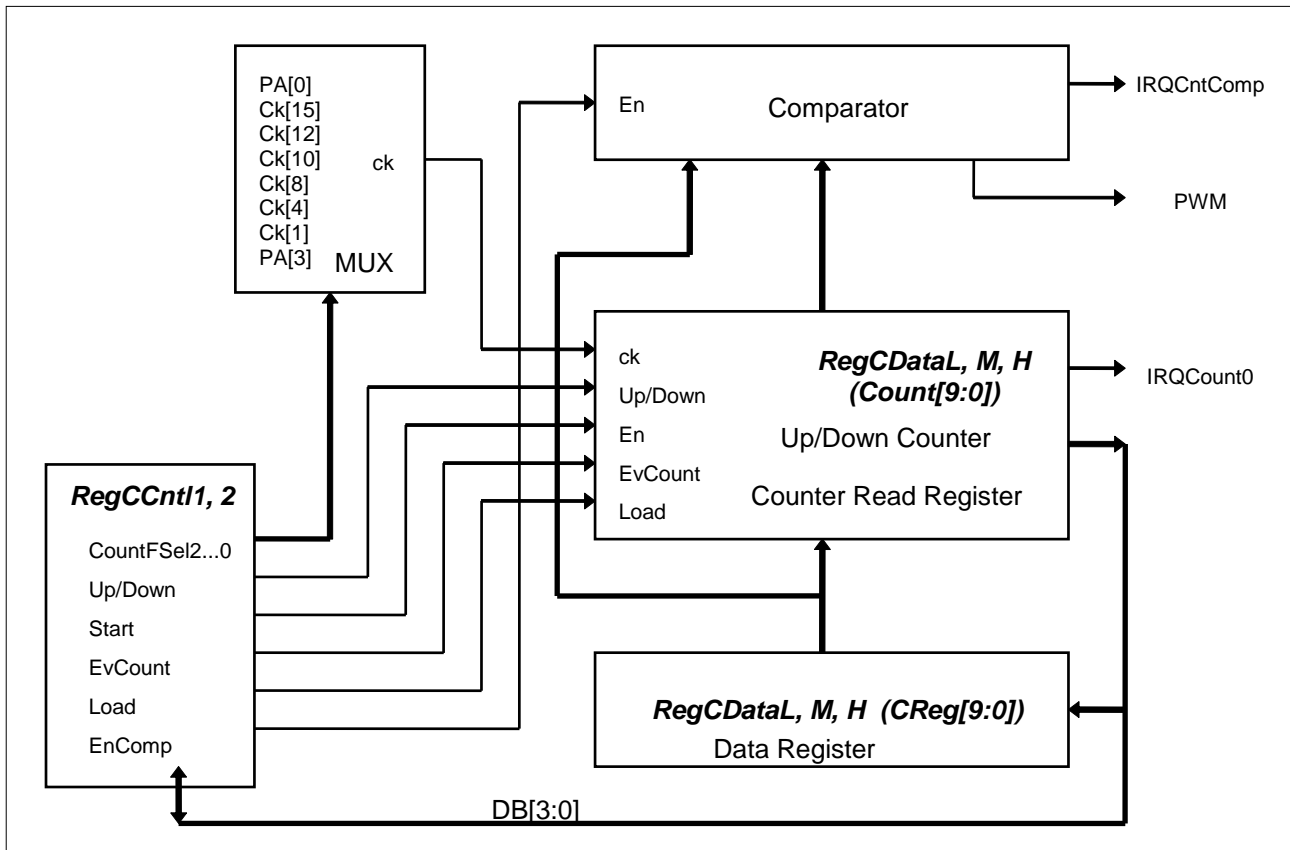 PA[0]
Ck[15]
Ck[12]
Ck[10]
Ck[8]
Ck[4]
Ck[1]
PA[3]
ck
MUX
En
Comparator
IRQCntComp
PWM
ck
Up/Down
En
EvCount
Load
RegCDataL, M, H
(Count[9:0])
Up/Down Counter
Counter Read Register
IRQCount0
RegCCntl1, 2
CountFSel2...0
Up/Down
Start
EvCount
Load
EnComp
RegCDataL, M, H (CReg[9:0])
Data Register
DB[3:0]